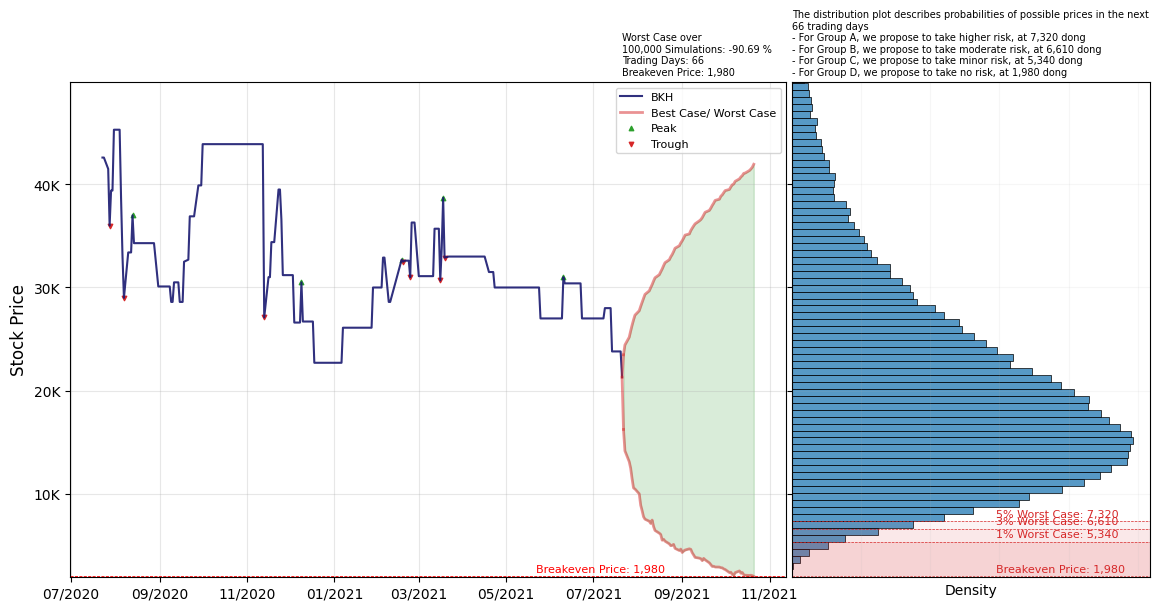 The distribution plot describes probabilities of possible prices in the next
66 trading days
- For Group A, we propose to take higher risk, at 7,320 dong
- For Group B, we propose to take moderate risk, at 6,610 dong
- For Group C, we propose to take minor risk, at 5,340 dong
- For Group D, we propose to take no risk, at 1,980 dong
Worst Case over
100,000 Simulations: -90.69 %
Trading Days: 66
Breakeven Price: 1,980
BKH
Best Case/ Worst Case
Peak
Trough
Stock Price
40K
30K
20K
10K
Breakeven Price: 1,980
07/2020
09/2020
11/2020
01/2021
03/2021
05/2021
07/2021
09/2021
11/2021
5% Worst Case: 7,320
3% Worst Case: 6,610
1% Worst Case: 5,340
Breakeven Price: 1,980
Density